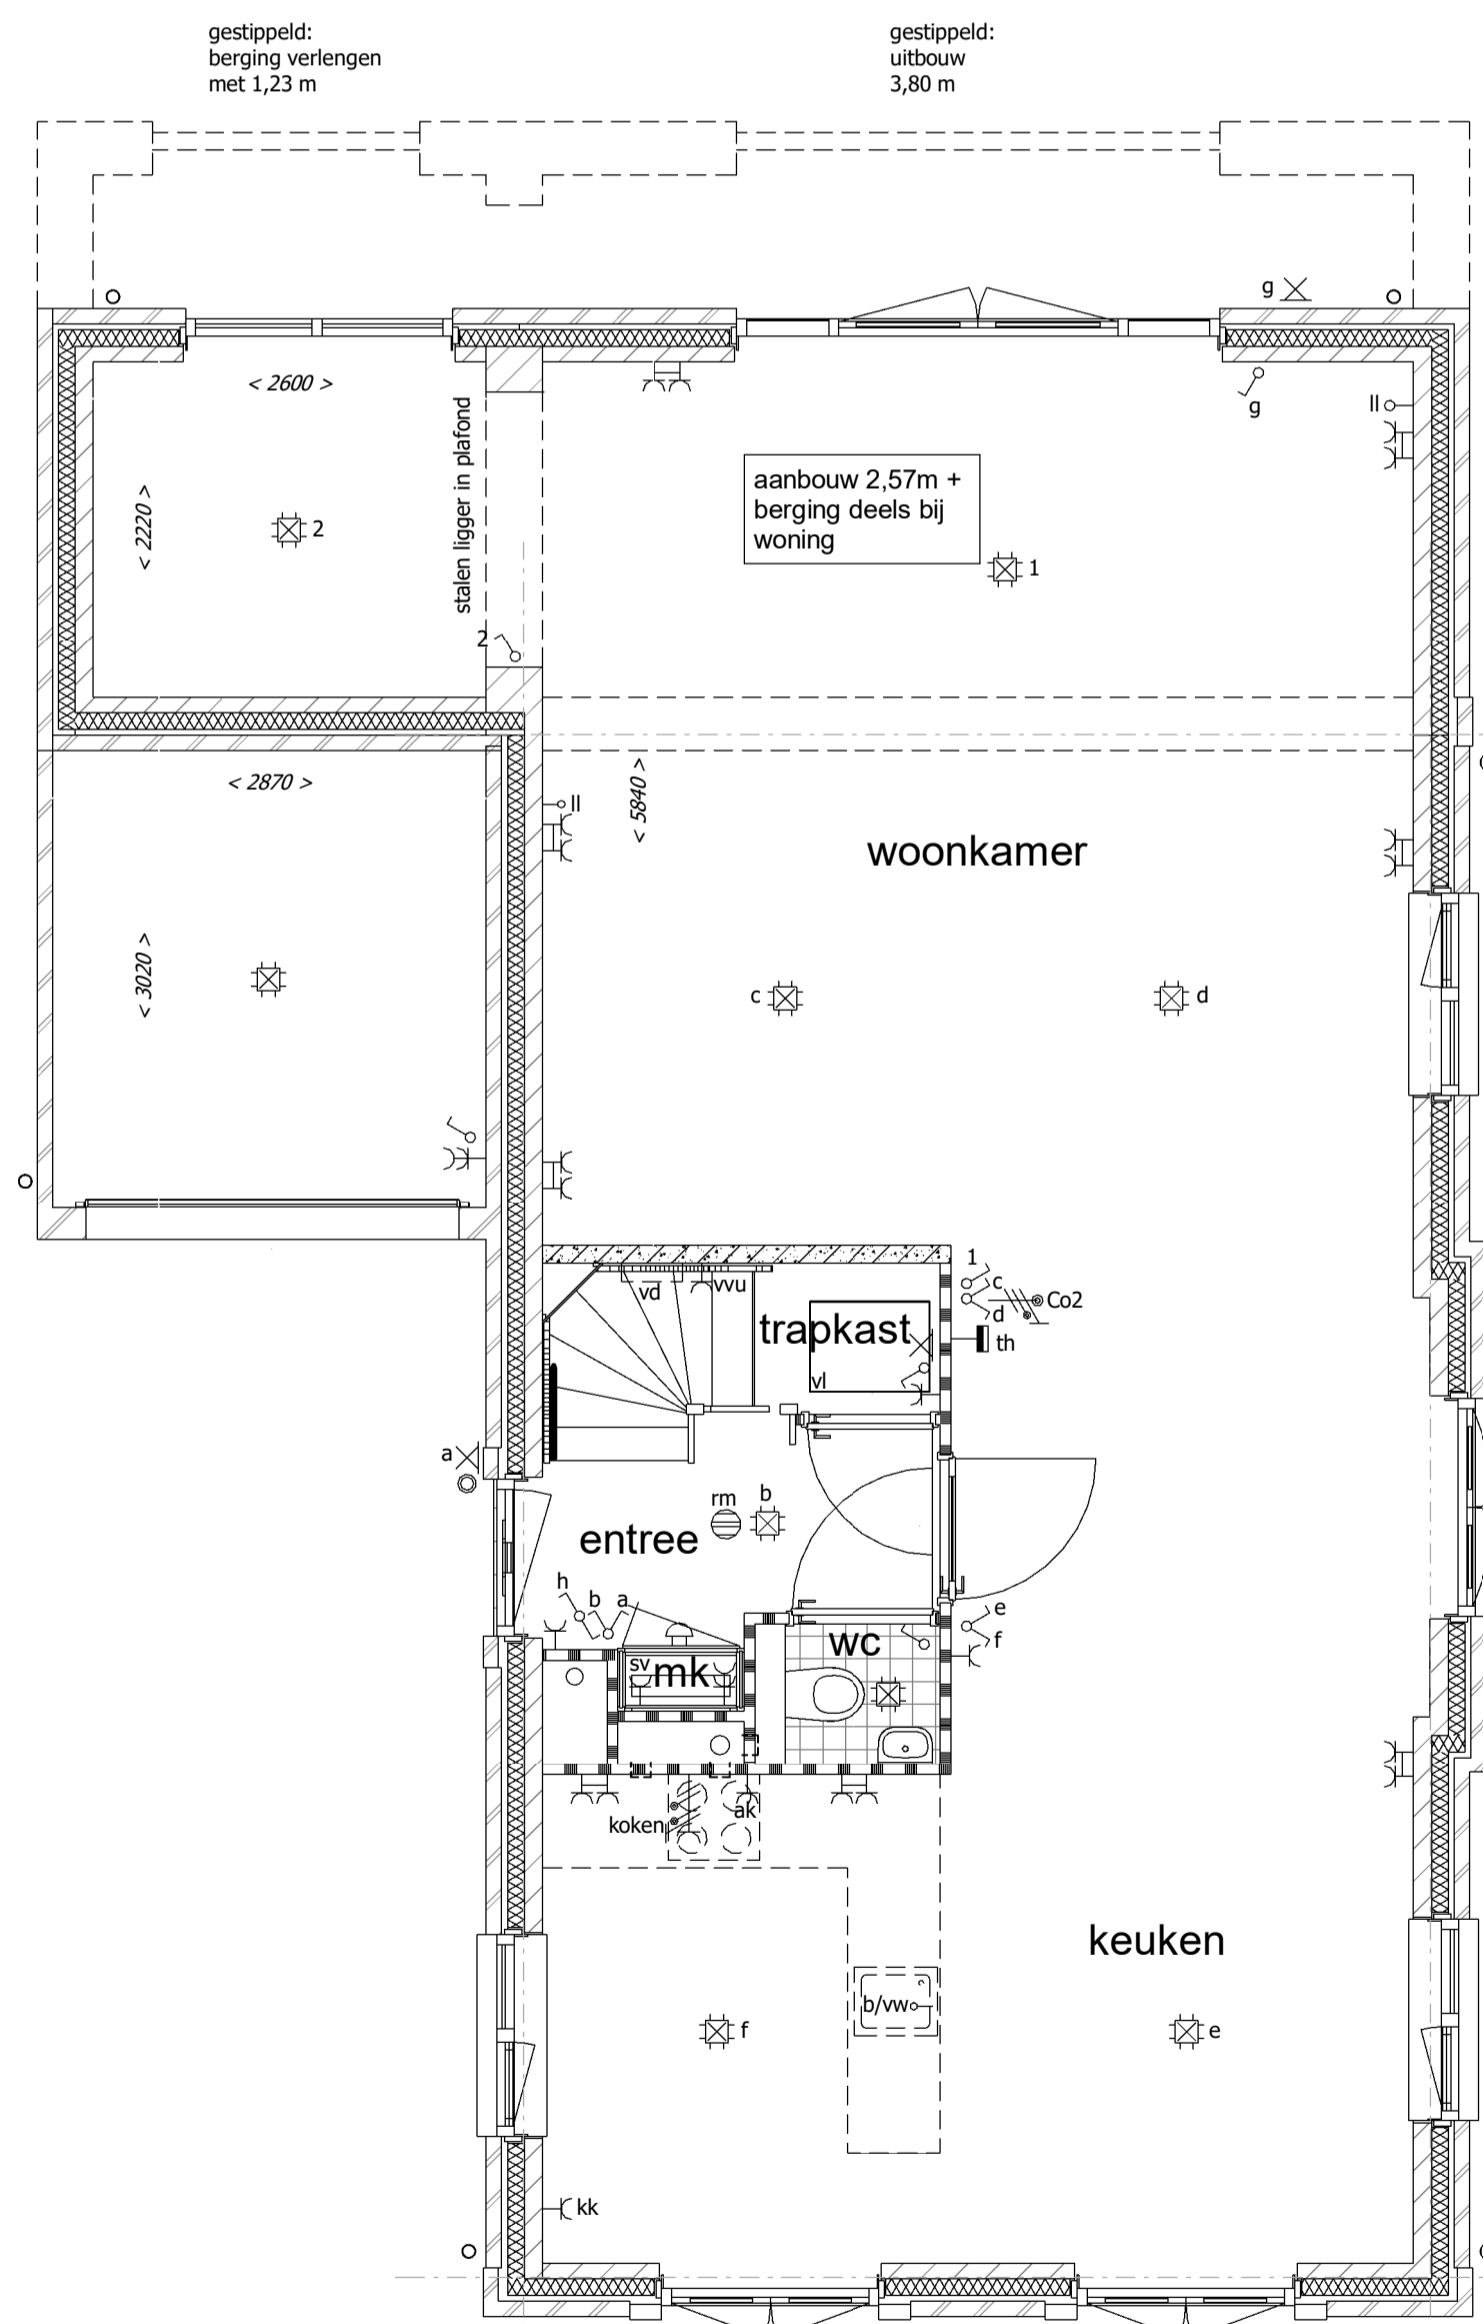 gestippeld:
berging verlengen
met 1,23 m
gestippeld:
uitbouw
3,80 m
g
< 2600 >
g
ll
stalen ligger in plafond
aanbouw 2,57m +
berging deels bij
woning
< 2220 >
2
1
2
< 2870 >
< 5840 >
ll
woonkamer
< 3020 >
c
d
1
c
d
Co2
th
vd
vvu
trapkast
vl
a
rm
b
entree
h
b
a
e
f
wc
sv
mk
koken
ak
keuken
b/vw
f
e
kk